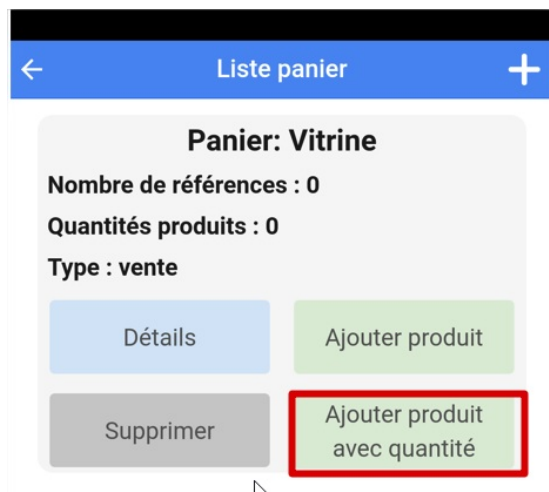 Liste panier
Panier: Vitrine
Nombre de références : 0
Quantités produits : 0
Type : vente
Détails
Ajouter produit
Supprimer
Ajouter produit
avec quantité